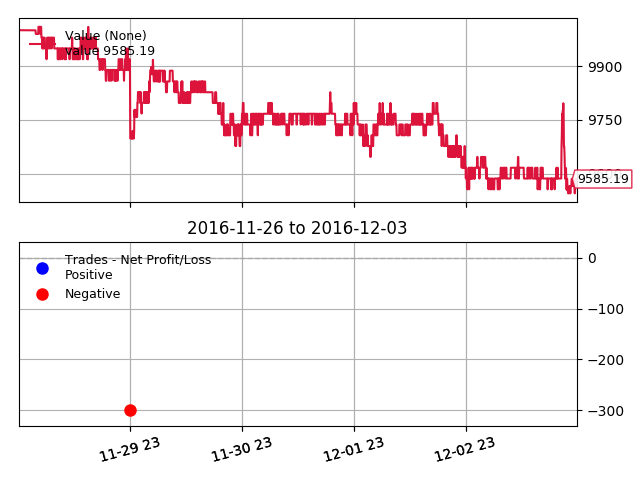 Value (None)
value 9585.19
9900
9750
9585.19
2016-11-26 to 2016-12-03
Trades - Net Profit/Loss
Positive
Negative
0
−100
−200
−300
11-29 23
11-30 23
12-01 23
12-02 23